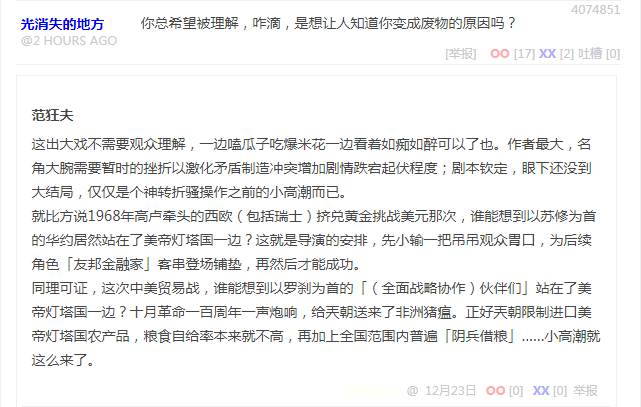 4074851
光消失的地方 你总希望被理解，咋滴，是想让人知道你变成废物的原因吗？
@2 HOURS AGO
[举报] OO [17] XX [2] 吐槽 [0]
范狂夫
这出大戏不需要观众理解，一边嗑瓜子吃爆米花一边看着如痴如醉可以了也。作者最大，名
角大腕需要暂时的挫折以激化矛盾制造冲突增加剧情跌宕起伏程度；剧本钦定，眼下还没到
大结局，仅仅是个神转折骚操作之前的小高潮而已。
就比方说1968年高卢牵头的西欧（包括瑞士）挤兑黄金挑战美元那次，谁能想到以苏修为首
的华约居然站在了美帝灯塔国一边？这就是导演的安排，先小输一把吊吊观众胃口，为后续
角色「友邦金融家」客串登场铺垫，再然后才能成功。
同理可证，这次中美贸易战，谁能想到以罗刹为首的「（全面战略协作）伙伴们」站在了美
帝灯塔国一边？十月革命一百周年一声炮响，给天朝送来了非洲猪瘟。正好天朝限制进口美
帝灯塔国农产品，粮食自给率本来就不高，再加上全国范围内普遍「阴兵借粮」……小高潮就
这么来了。
@ 12月23日 OO [0] XX [0] 举报